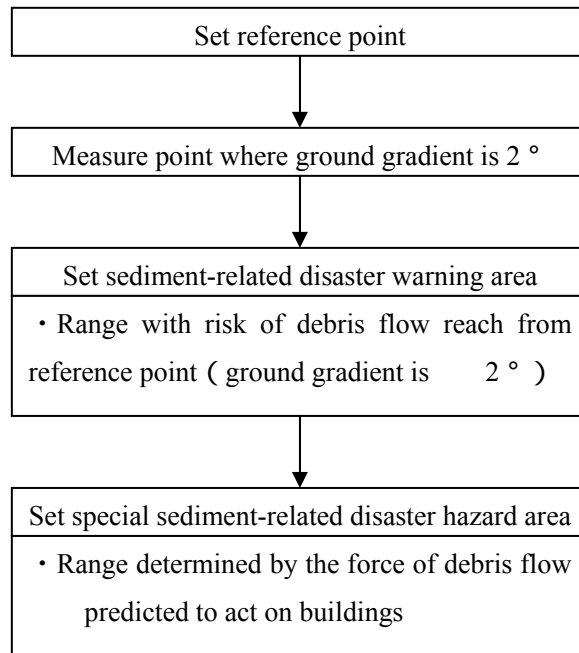 Set reference point
Measure point where ground gradient is 2 °
Set sediment-related disaster warning area
・Range with risk of debris flow reach from
reference point ( ground gradient is 2 ° )
Set special sediment-related disaster hazard area
・Range determined by the force of debris flow
predicted to act on buildings